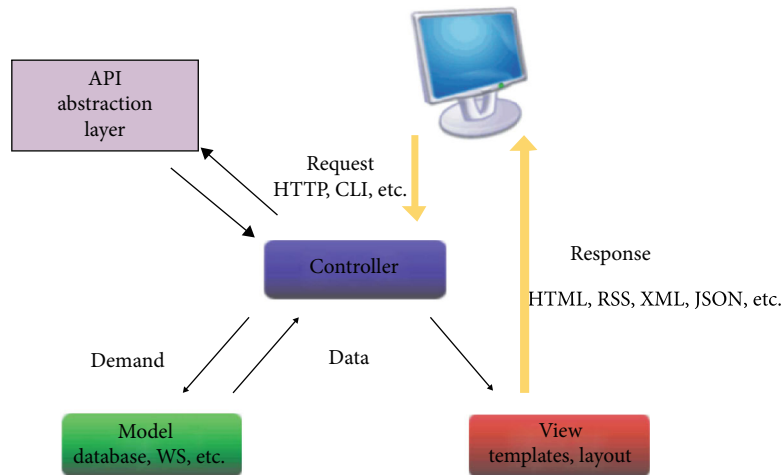 API
abstraction
layer
Request
HTTP, CLI, etc.
Controller
Response
HTML, RSS, XML, JSON, etc.
Demand
Data
Model
database, WS, etc.
View
templates, layout